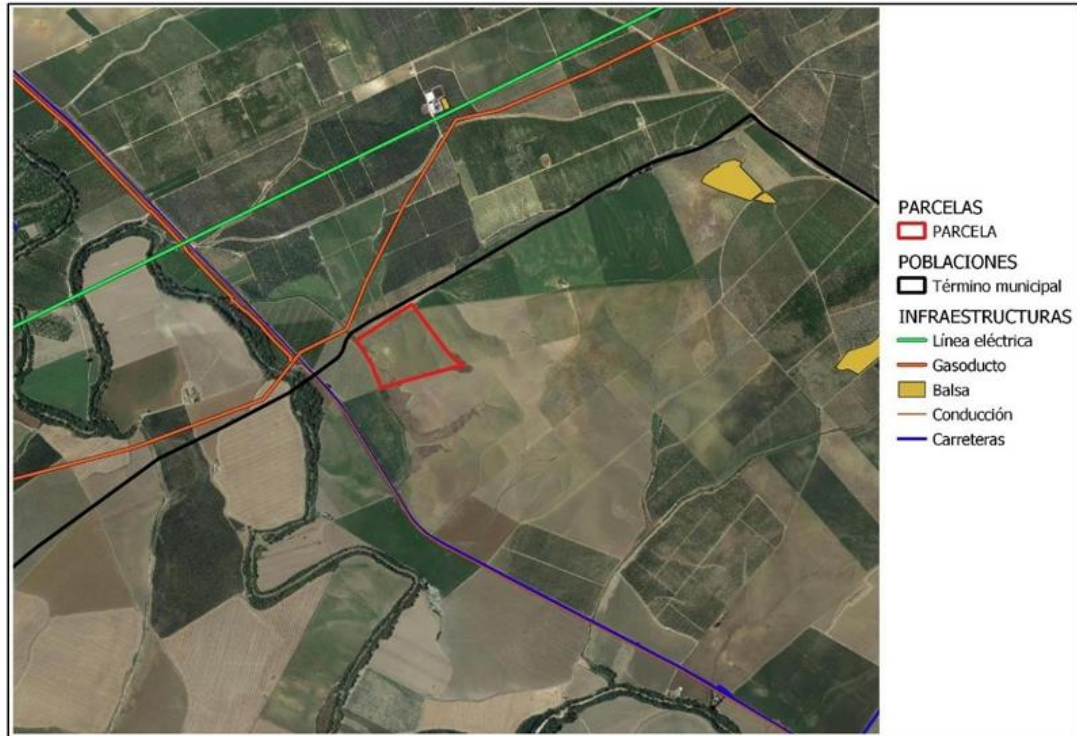 PARCELAS
PARCELA
POBLACIONES
Término municipal
INFRAESTRUCTURAS
Línea eléctrica
Gasoducto
Balsa
Conducción
Carreteras